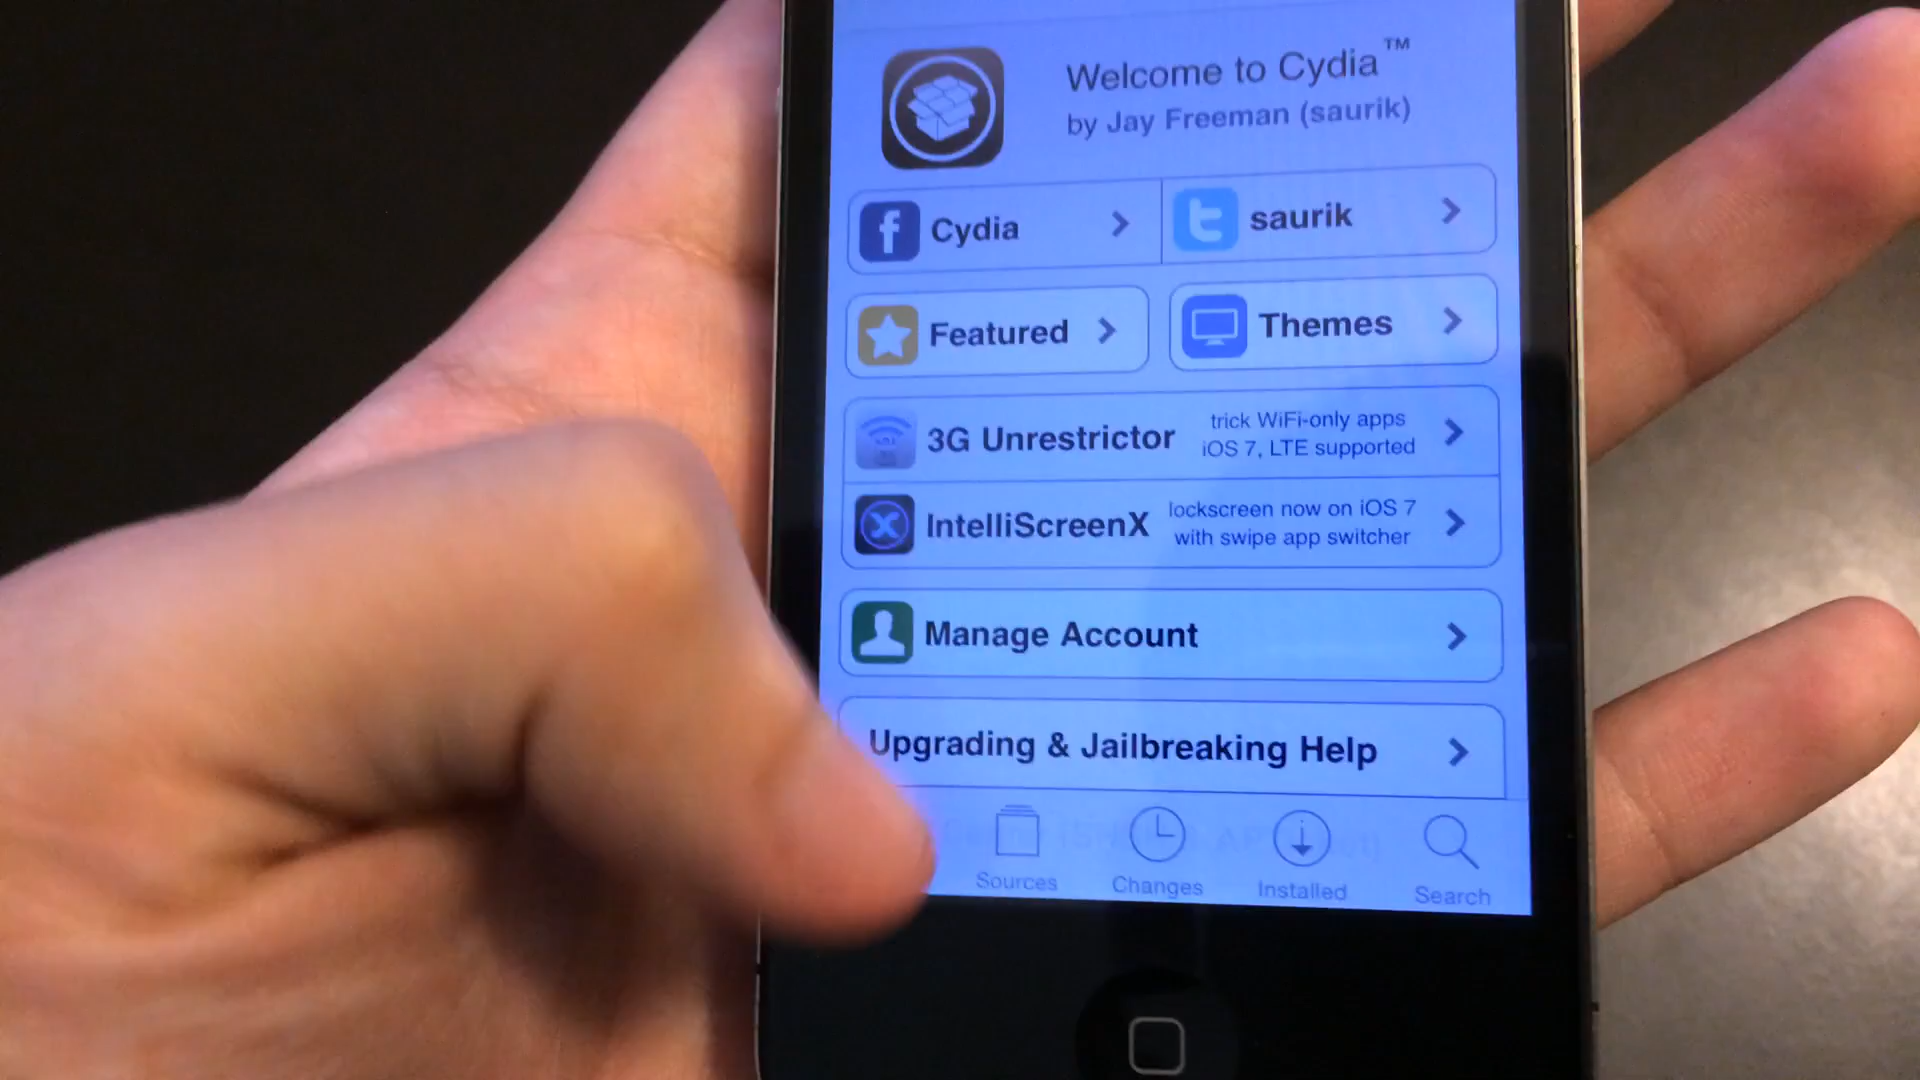 Welcome to Cydia™
by Jay Freeman (saurik)
Cydia
saurik
Featured
Themes
3G Unrestrictor
trick WiFi-only apps
iOS 7, LTE supported
IntelliScreenX
lockscreen now on iOS 7
with swipe app switcher
Manage Account
Upgrading & Jailbreaking Help
Sources
Changes
Installed
Search